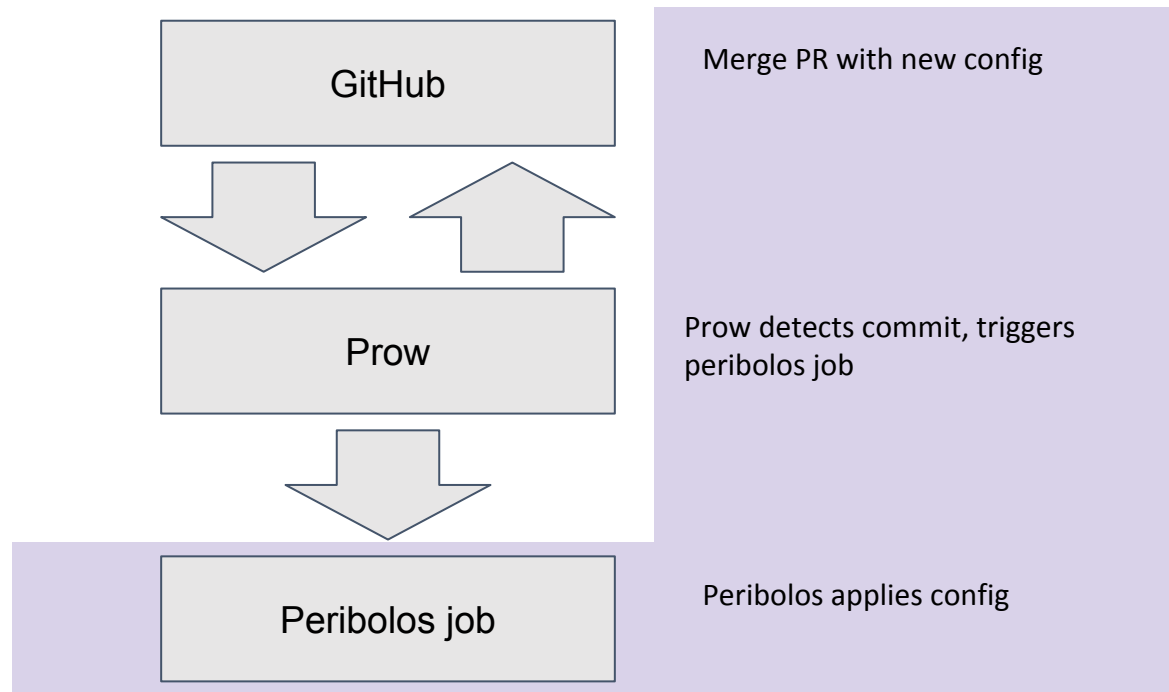 GitHub
Merge PR with new config
Prow
Prow detects commit, triggers
peribolos job
Peribolos job
Peribolos applies config